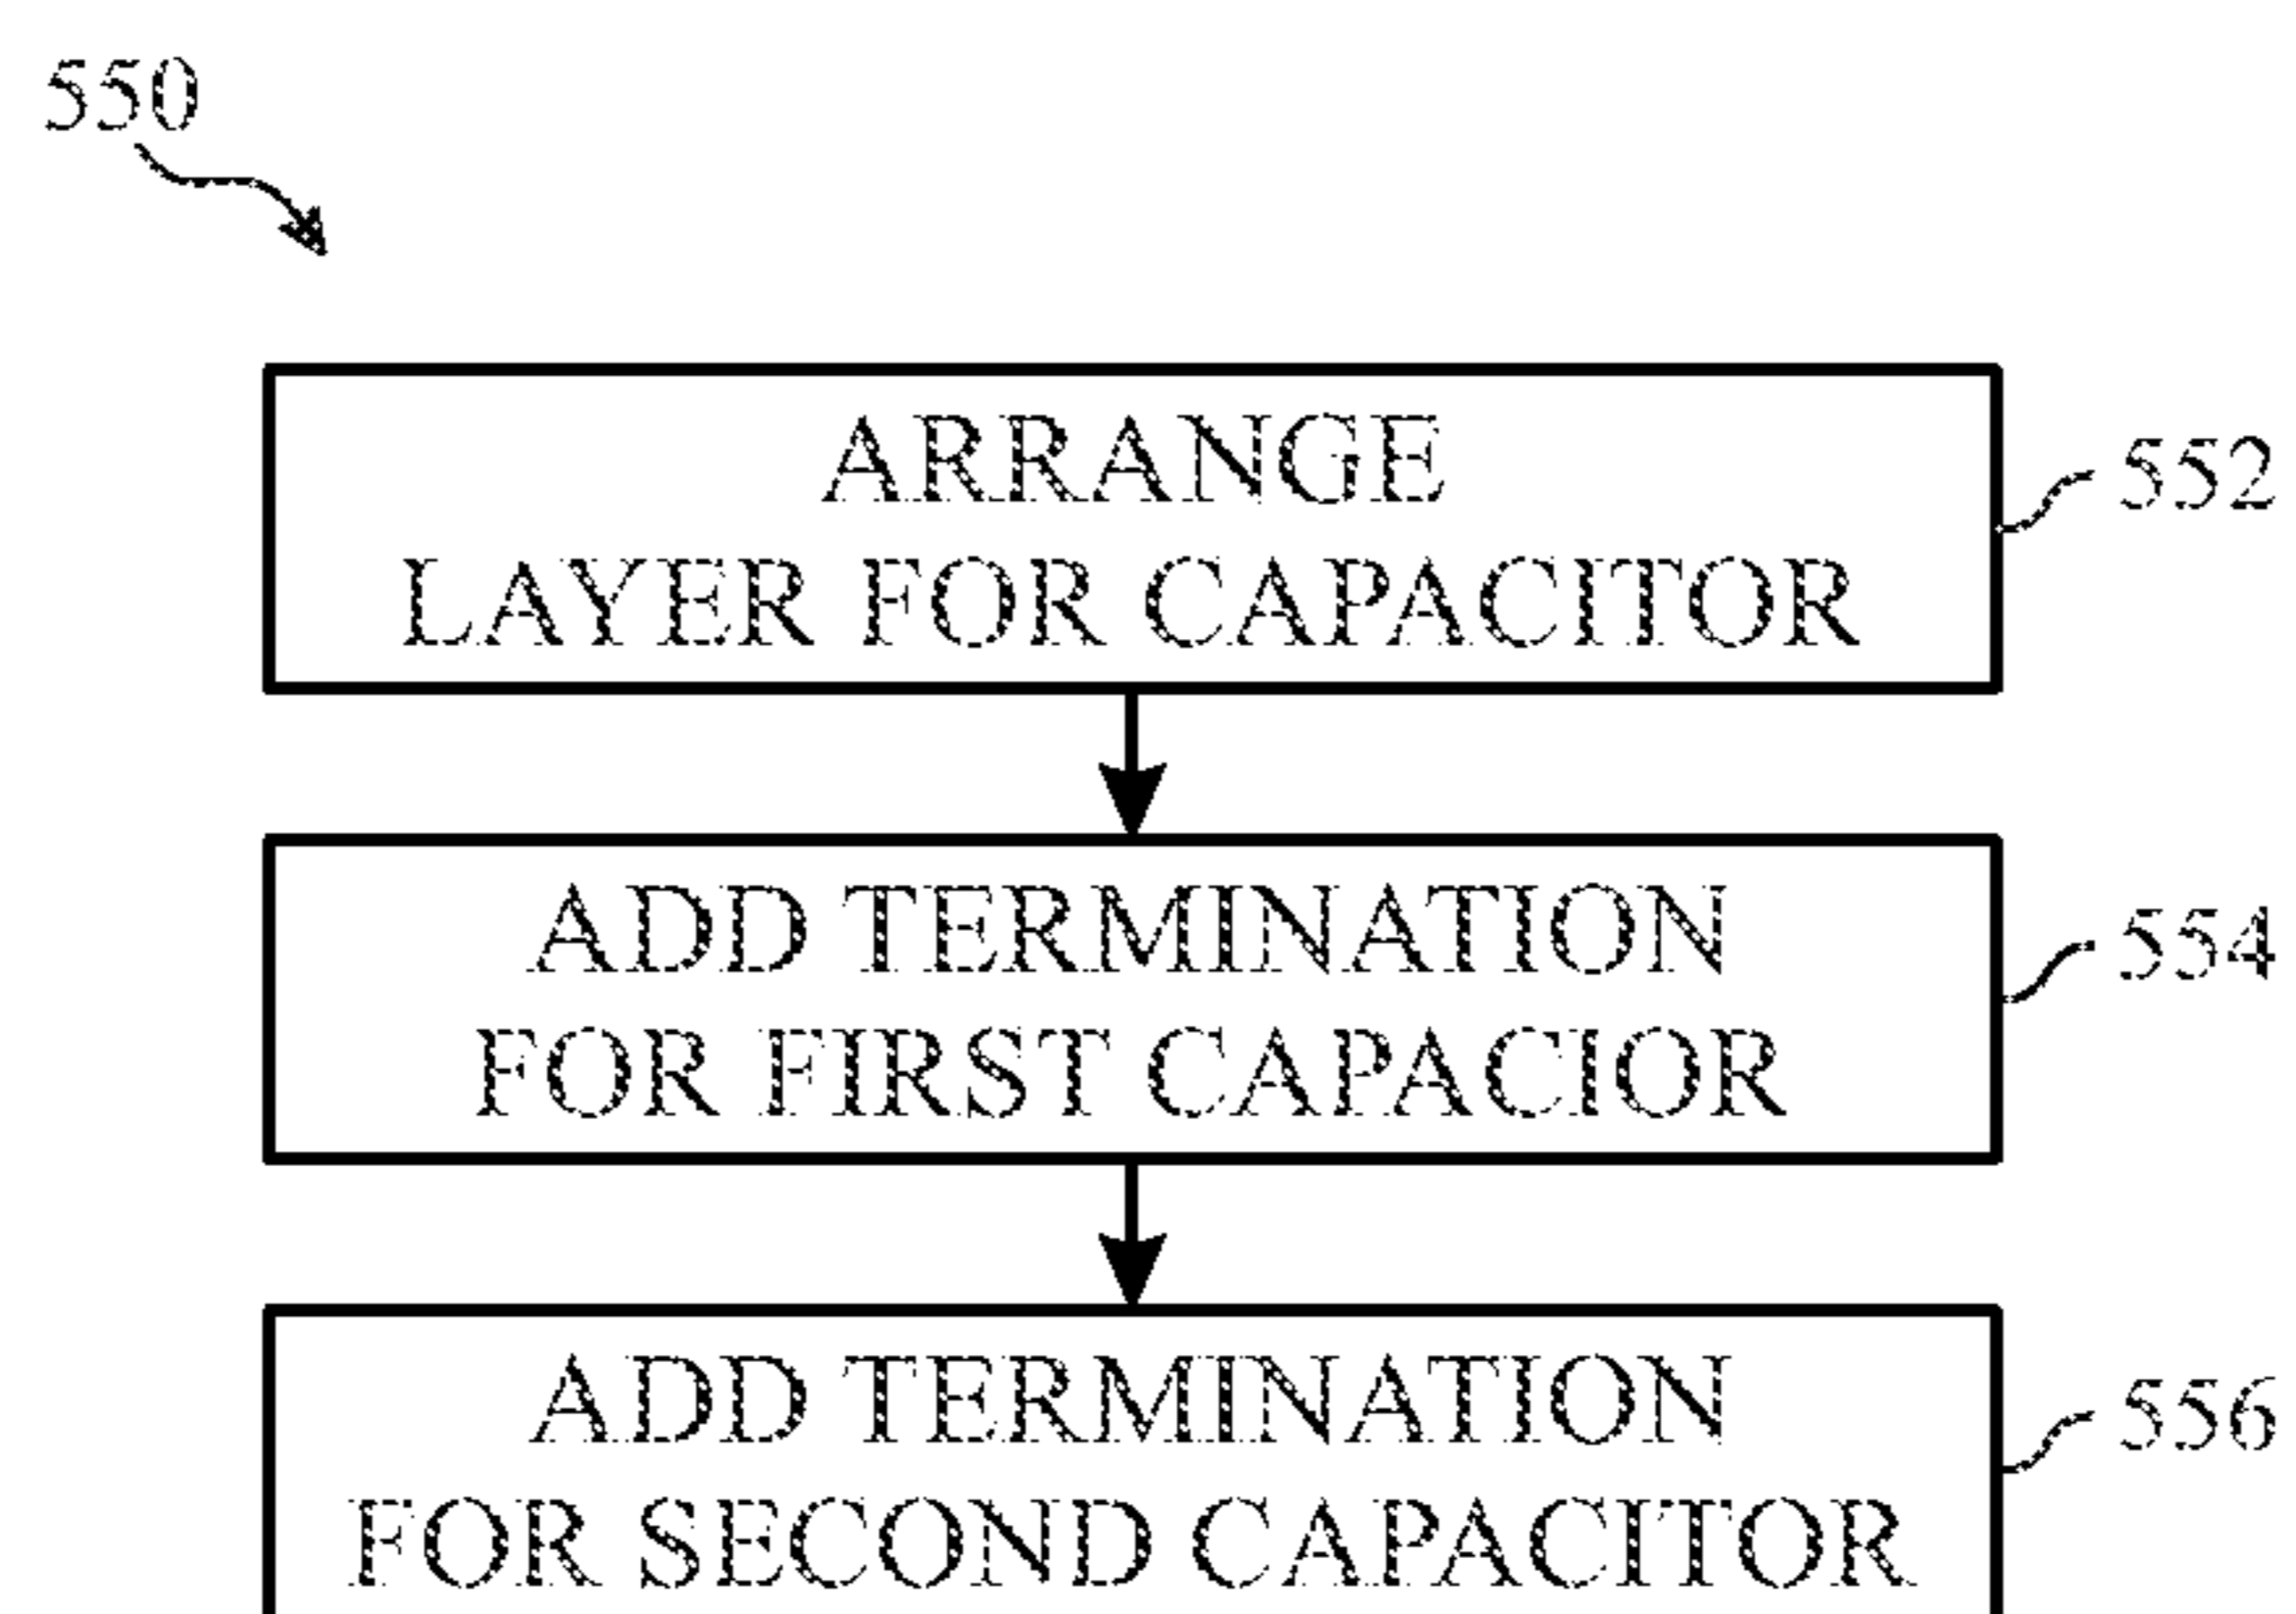 550
ARRANGE
LAYER FOR CAPACITOR
552
ADD TERMINATION
FOR FIRST CAPACIOR
554
ADD TERMINATION
FOR SECOND CAPACITOR
556